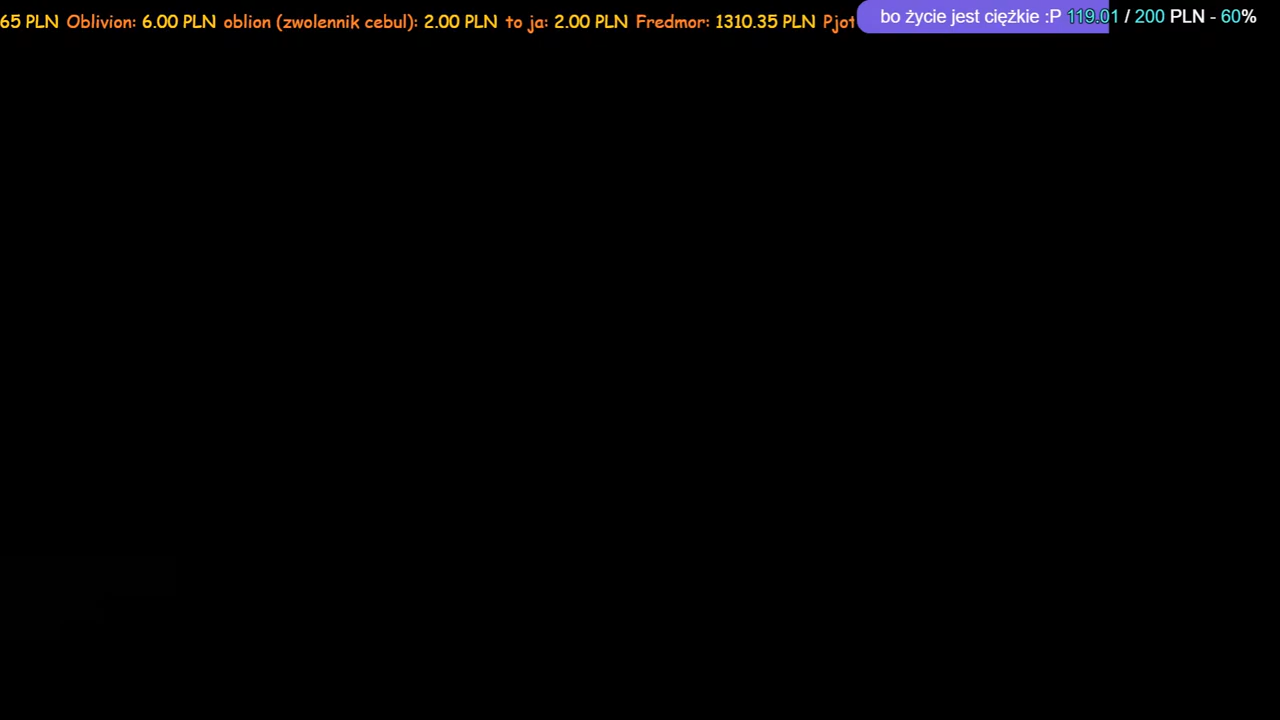 65 PLN Oblivion: 6.00 PLN oblion (zwolennik cebul): 2.00 PLN to ja: 2.00 PLN Fredmor: 1310.35 PLN Pjot
bo życie jest ciężkie :P 119.01 / 200 PLN - 60%